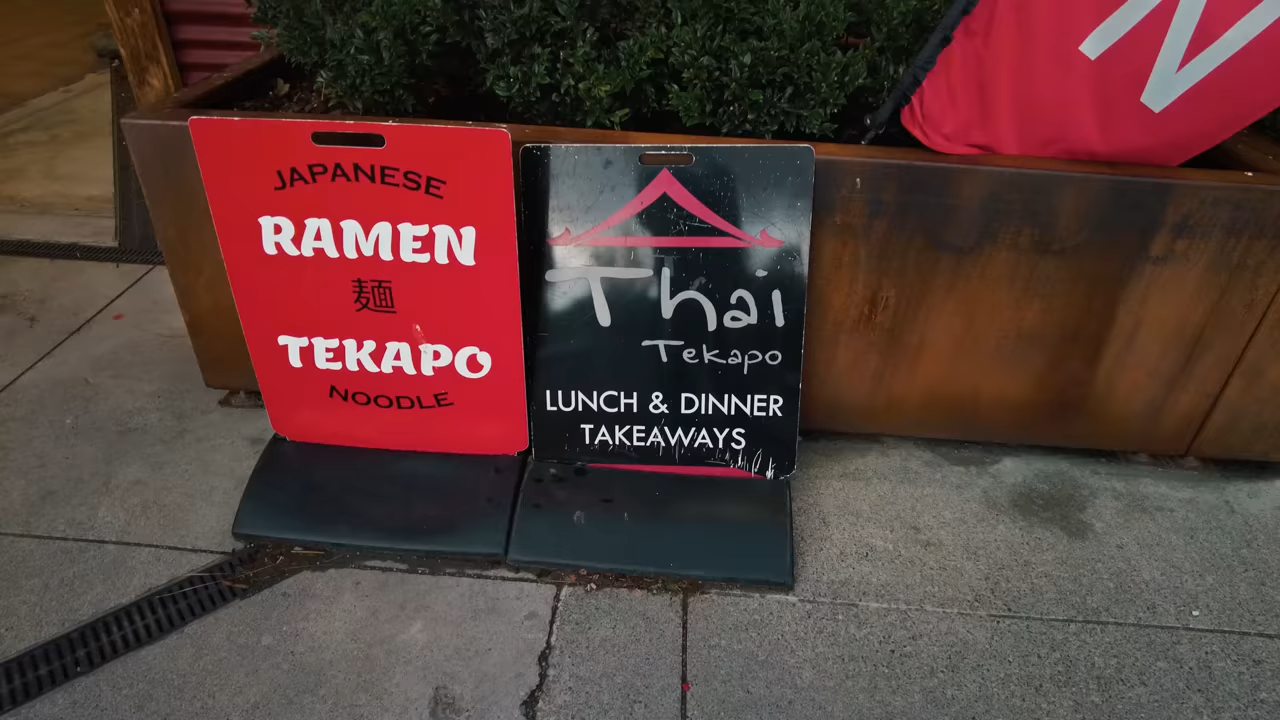 JAPANESE
RAMEN
麺
TEKAPO
NOODLE
Thai
Tekapo
LUNCH & DINNER
TAKEAWAYS
N